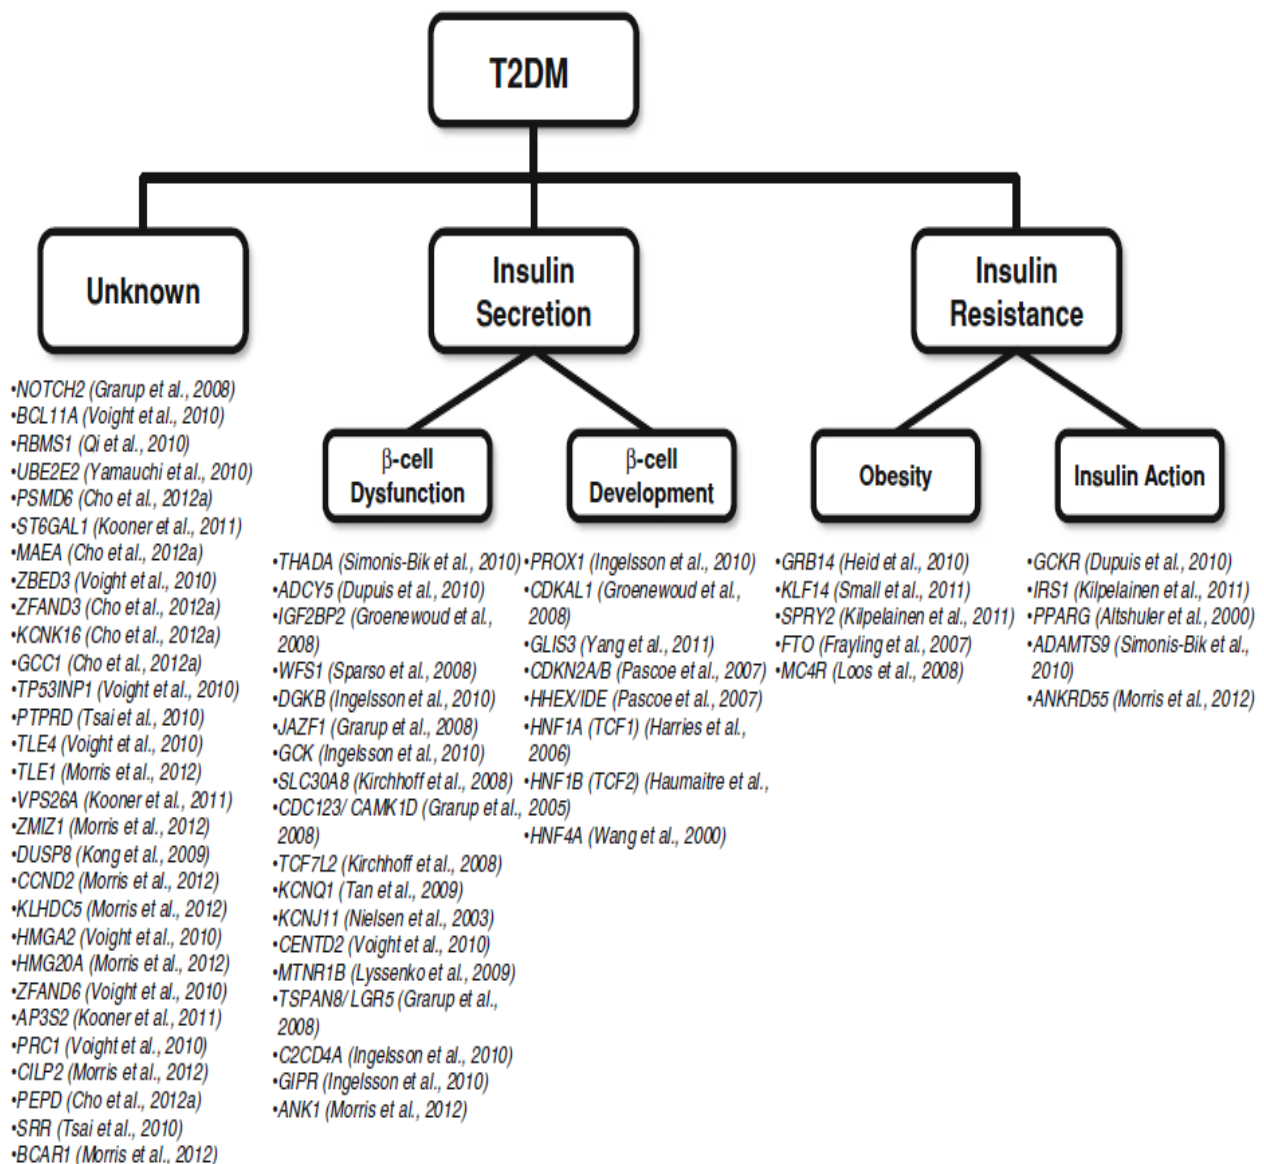 T2DM
Unknown
Insulin
Secretion
Insulin
Resistance
•NOTCH2 (Grarup et al., 2008)
•BCL11A (Voight et al., 2010)
•RBMS1 (Qi et al., 2010)
•UBE2E2 (Yamauchi et al., 2010)
•PSMD6 (Cho et al., 2012a)
•ST6GAL1 (Kooner et al., 2011)
•MAEA (Cho et al., 2012a)
•ZBED3 (Voight et al., 2010)
•ZFAND3 (Cho et al., 2012a)
•KCNK16 (Cho et al., 2012a)
•GCC1 (Cho et al., 2012a)
•TP53INP1 (Voight et al., 2010)
•PTPRD (Tsai et al., 2010)
•TLE4 (Voight et al., 2010)
•TLE1 (Morris et al., 2012)
•VPS26A (Kooner et al., 2011)
•ZMIZ1 (Morris et al., 2012)
•DUSP8 (Kong et al., 2009)
•CCND2 (Morris et al., 2012)
•KLHDC5 (Morris et al., 2012)
•HMGA2 (Voight et al., 2010)
•HMG20A (Morris et al., 2012)
•ZFAND6 (Voight et al., 2010)
•AP3S2 (Kooner et al., 2011)
•PRC1 (Voight et al., 2010)
•CILP2 (Morris et al., 2012)
•PEPD (Cho et al., 2012a)
•SRR (Tsai et al., 2010)
•BCAR1 (Morris et al., 2012)
β-cell
Dysfunction
•THADA (Simonis-Bik et al., 2010)
•ADCY5 (Dupuis et al., 2010)
•IGF2BP2 (Groenewoud et al.,
2008)
•WFS1 (Sparso et al., 2008)
•DGKB (Ingelsson et al., 2010)
•JAZF1 (Grarup et al., 2008)
•GCK (Ingelsson et al., 2010)
•SLC30A8 (Kirchhoff et al., 2008)
•CDC123/ CAMK1D (Grarup et al.,
2008)
•TCF7L2 (Kirchhoff et al., 2008)
•KCNQ1 (Tan et al., 2009)
•KCNJ11 (Nielsen et al., 2003)
•CENTD2 (Voight et al., 2010)
•MTNR1B (Lyssenko et al., 2009)
•TSPAN8/ LGR5 (Grarup et al.,
2008)
•C2CD4A (Ingelsson et al., 2010)
•GIPR (Ingelsson et al., 2010)
•ANK1 (Morris et al., 2012)
β-cell
Development
•PROX1 (Ingelsson et al., 2010)
•CDKAL1 (Groenewoud et al.,
2008)
•GLIS3 (Yang et al., 2011)
•CDKN2A/B (Pascoe et al., 2007)
•HHEX/IDE (Pascoe et al., 2007)
•HNF1A (TCF1) (Harries et al.,
2006)
•HNF1B (TCF2) (Haumaitre et al.,
2005)
•HNF4A (Wang et al., 2000)
Obesity
•GRB14 (Heid et al., 2010)
•KLF14 (Small et al., 2011)
•SPRY2 (Kilpelainen et al., 2011)
•FTO (Frayling et al., 2007)
•MC4R (Loos et al., 2008)
Insulin Action
•GCKR (Dupuis et al., 2010)
•IRS1 (Kilpelainen et al., 2011)
•PPARG (Altshuler et al., 2000)
•ADAMTS9 (Simonis-Bik et al.,
2010)
•ANKRD55 (Morris et al., 2012)